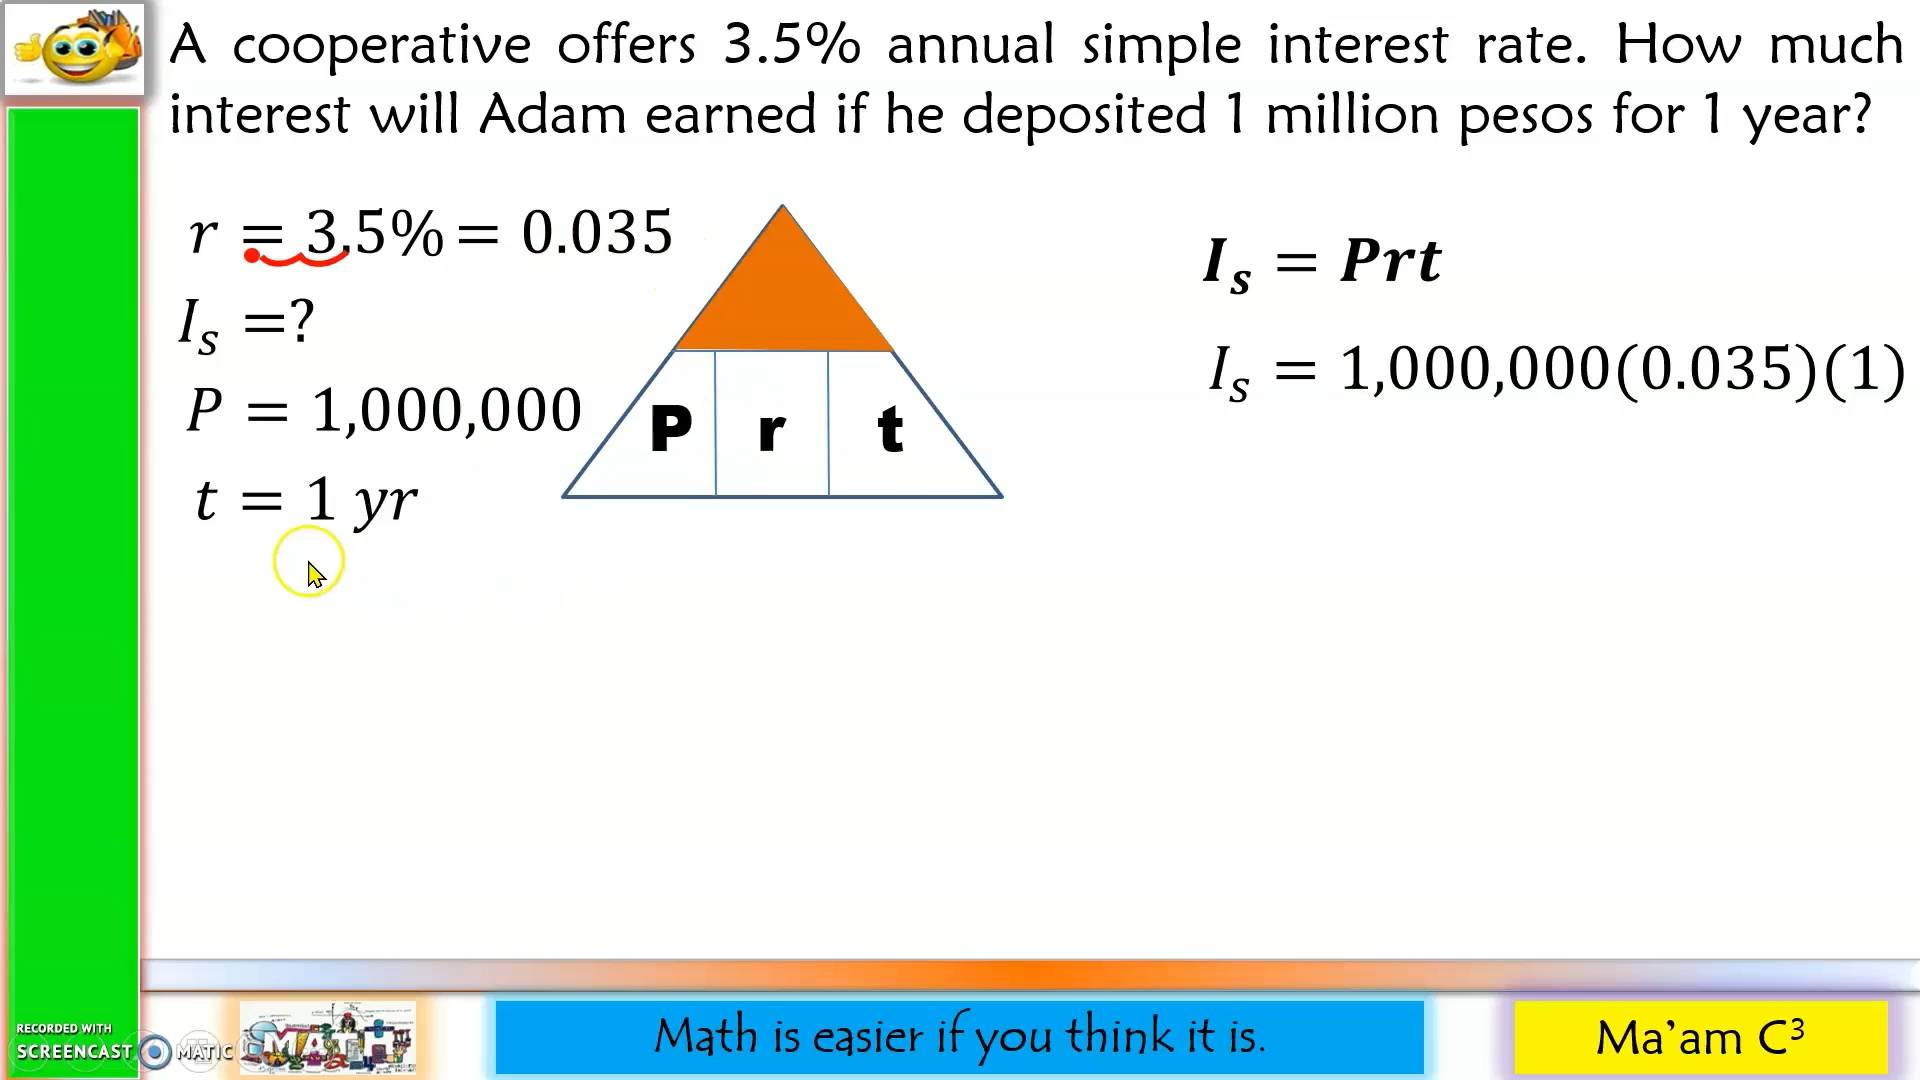 A cooperative offers 3.5% annual simple interest rate. How much
interest will Adam earned if he deposited 1 million pesos for 1 year?
r = 3.5% = 0.035
Iₛ =?
P = 1,000,000
t = 1 yr
P r t
Iₛ = Prt
Iₛ = 1,000,000(0.035)(1)
RECORDED WITH
SCREENCAST MATIC
MATH
Math is easier if you think it is.
Ma’am C³